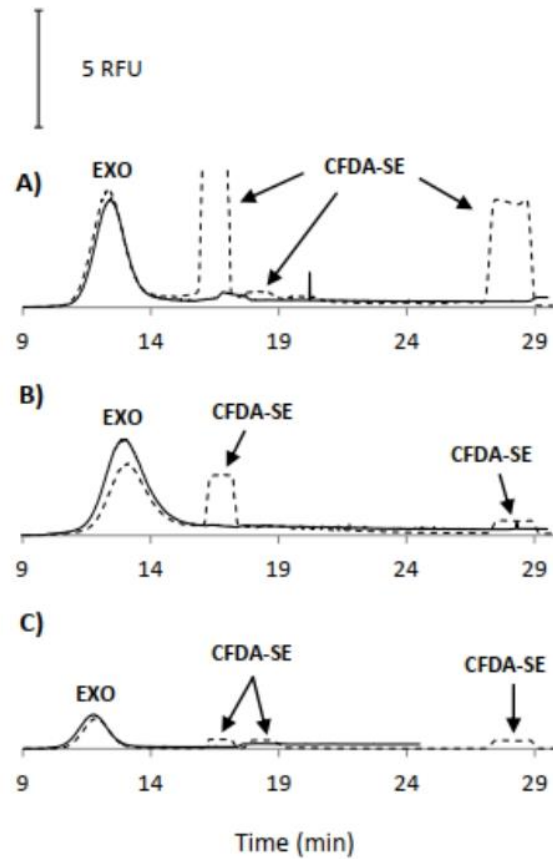 5 RFU
A)
EXO
CFDA-SE
9 14 19 24 29
B)
EXO
CFDA-SE
CFDA-SE
9 14 19 24 29
C)
EXO
CFDA-SE
CFDA-SE
9 14 19 24 29
Time (min)